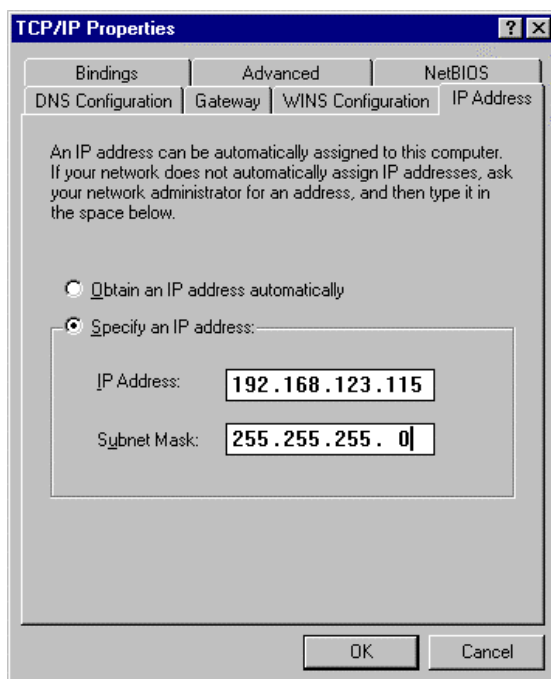 TCP/IP Properties
Bindings Advanced NetBIOS
DNS Configuration Gateway WINS Configuration IP Address
An IP address can be automatically assigned to this computer.
If your network does not automatically assign IP addresses, ask
your network administrator for an address, and then type it in
the space below.
Obtain an IP address automatically
Specify an IP address:
IP Address: 192.168.123.115
Subnet Mask: 255.255.255. 0
OK Cancel